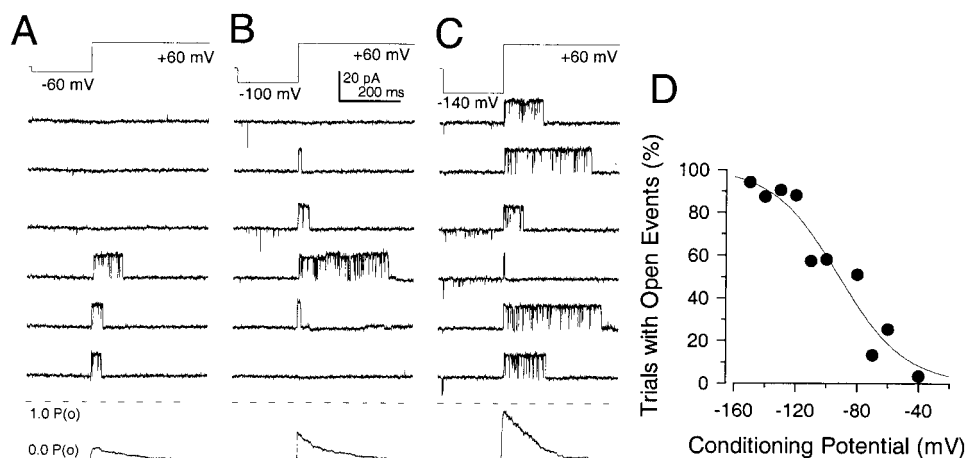 A
B
C
D
+60 mV
-60 mV
+60 mV
-100 mV
20 pA
200 ms
+60 mV
-140 mV
1.0 P(o)
0.0 P(o)
Trials with Open Events (%)
100
80
60
40
20
0
-160
-120
-80
-40
Conditioning Potential (mV)